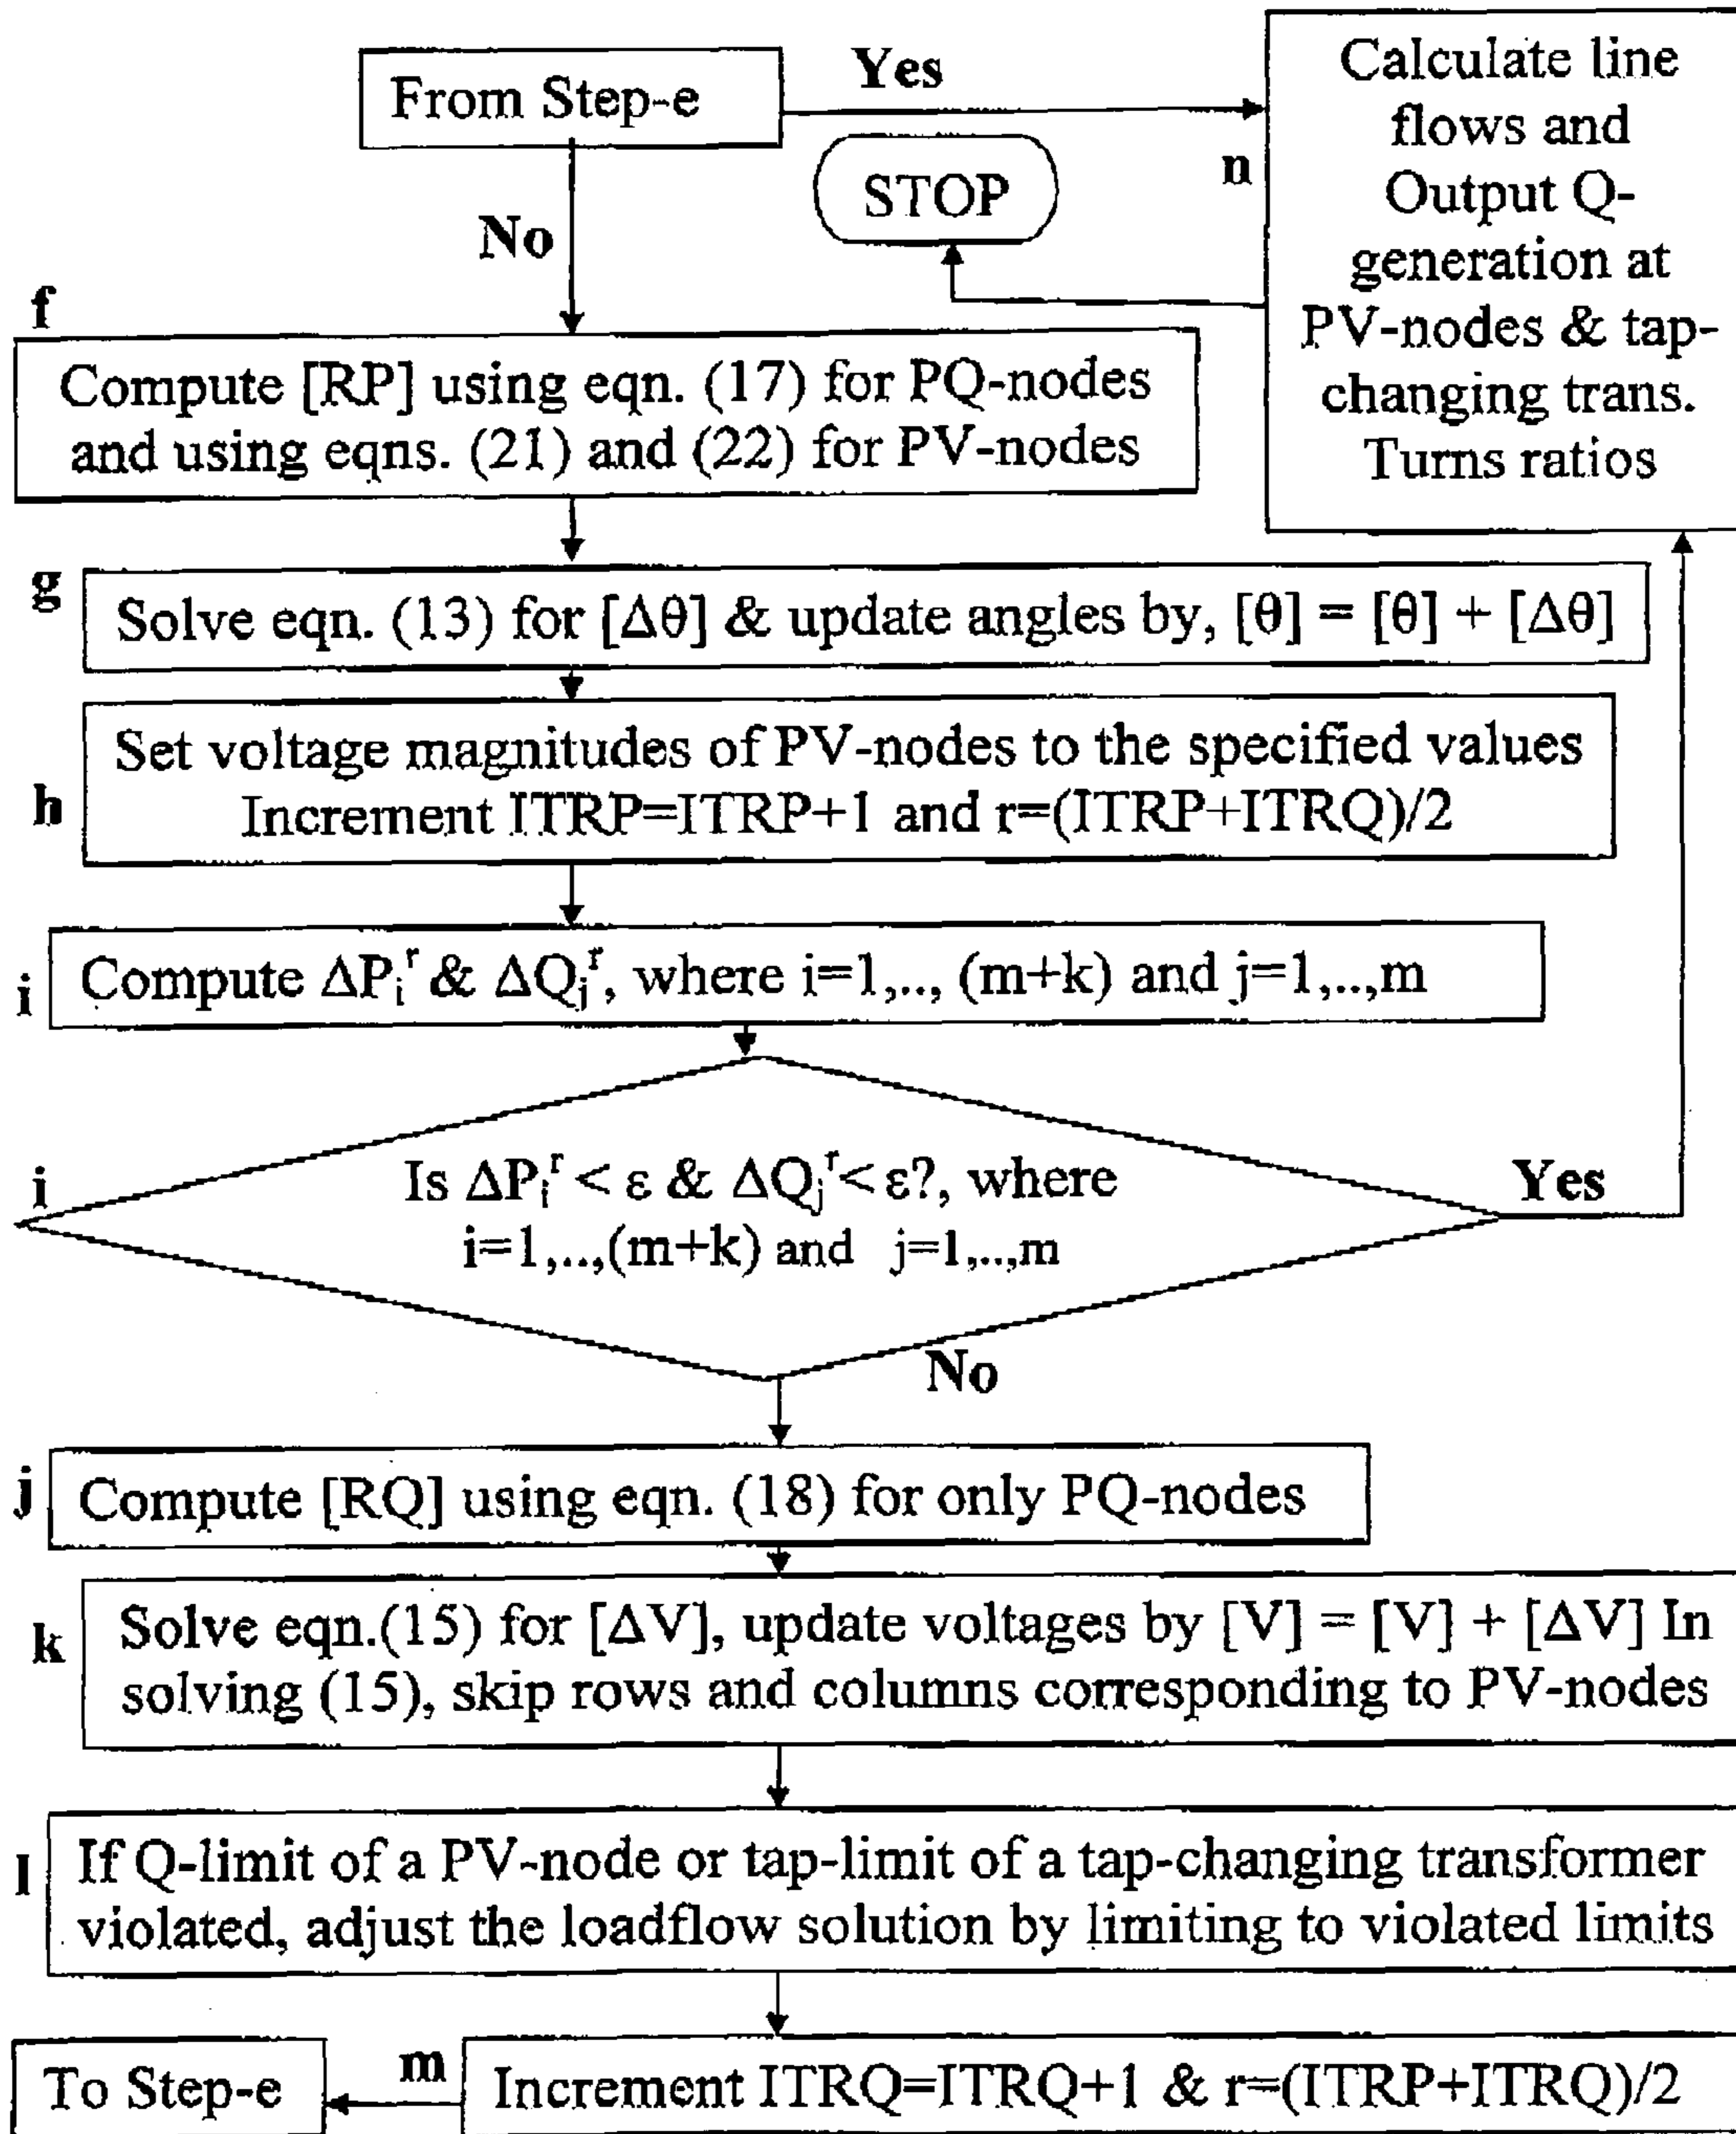 From Step-e
Yes
STOP
No
n
Calculate line
flows and
Output Q-
generation at
PV-nodes & tap-
changing trans.
Turns ratios
f
Compute [RP] using eqn. (17) for PQ-nodes
and using eqns. (21) and (22) for PV-nodes
g
Solve eqn. (13) for [Δθ] & update angles by, [θ] = [θ] + [Δθ]
h
Set voltage magnitudes of PV-nodes to the specified values
Increment ITRP=ITRP+1 and r=(ITRP+ITRQ)/2
i
Compute ΔPᵢʳ & ΔQⱼʳ, where i=1,.., (m+k) and j=1,..,m
i
Is ΔPᵢʳ < ε & ΔQⱼʳ< ε?, where
i=1,..,(m+k) and j=1,..,m
Yes
No
j
Compute [RQ] using eqn. (18) for only PQ-nodes
k
Solve eqn.(15) for [ΔV], update voltages by [V] = [V] + [ΔV] In
solving (15), skip rows and columns corresponding to PV-nodes
l
If Q-limit of a PV-node or tap-limit of a tap-changing transformer
violated, adjust the loadflow solution by limiting to violated limits
To Step-e
m
Increment ITRQ=ITRQ+1 & r=(ITRP+ITRQ)/2